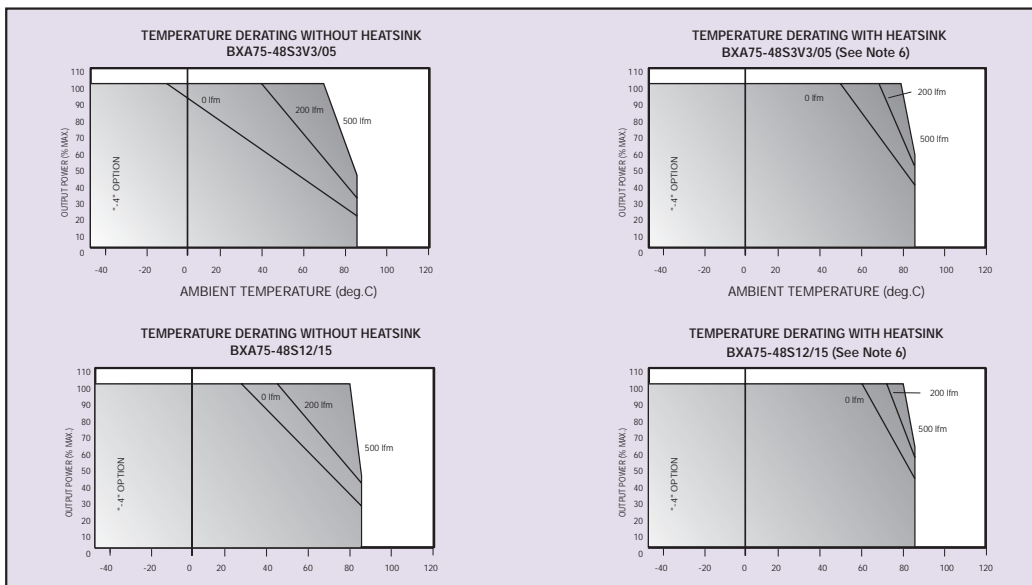 TEMPERATURE DERATING WITHOUT HEATSINK
BXA75-48S3V3/05
110
100
90
80
70
60
50
40
30
20
10
0
OUTPUT POWER (% MAX.)
"-4" OPTION
0 lfm
200 lfm
500 lfm
-40 -20 0 20 40 60 80 100 120
AMBIENT TEMPERATURE (deg.C)
TEMPERATURE DERATING WITH HEATSINK
BXA75-48S3V3/05 (See Note 6)
110
100
90
80
70
60
50
40
30
20
10
0
OUTPUT POWER (% MAX.)
"-4" OPTION
0 lfm
200 lfm
500 lfm
-40 -20 0 20 40 60 80 100 120
AMBIENT TEMPERATURE (deg.C)
TEMPERATURE DERATING WITHOUT HEATSINK
BXA75-48S12/15
110
100
90
80
70
60
50
40
30
20
10
0
OUTPUT POWER (% MAX.)
"-4" OPTION
0 lfm
200 lfm
500 lfm
-40 -20 0 20 40 60 80 100 120
TEMPERATURE DERATING WITH HEATSINK
BXA75-48S12/15 (See Note 6)
110
100
90
80
70
60
50
40
30
20
10
0
OUTPUT POWER (% MAX.)
"-4" OPTION
0 lfm
200 lfm
500 lfm
-40 -20 0 20 40 60 80 100 120